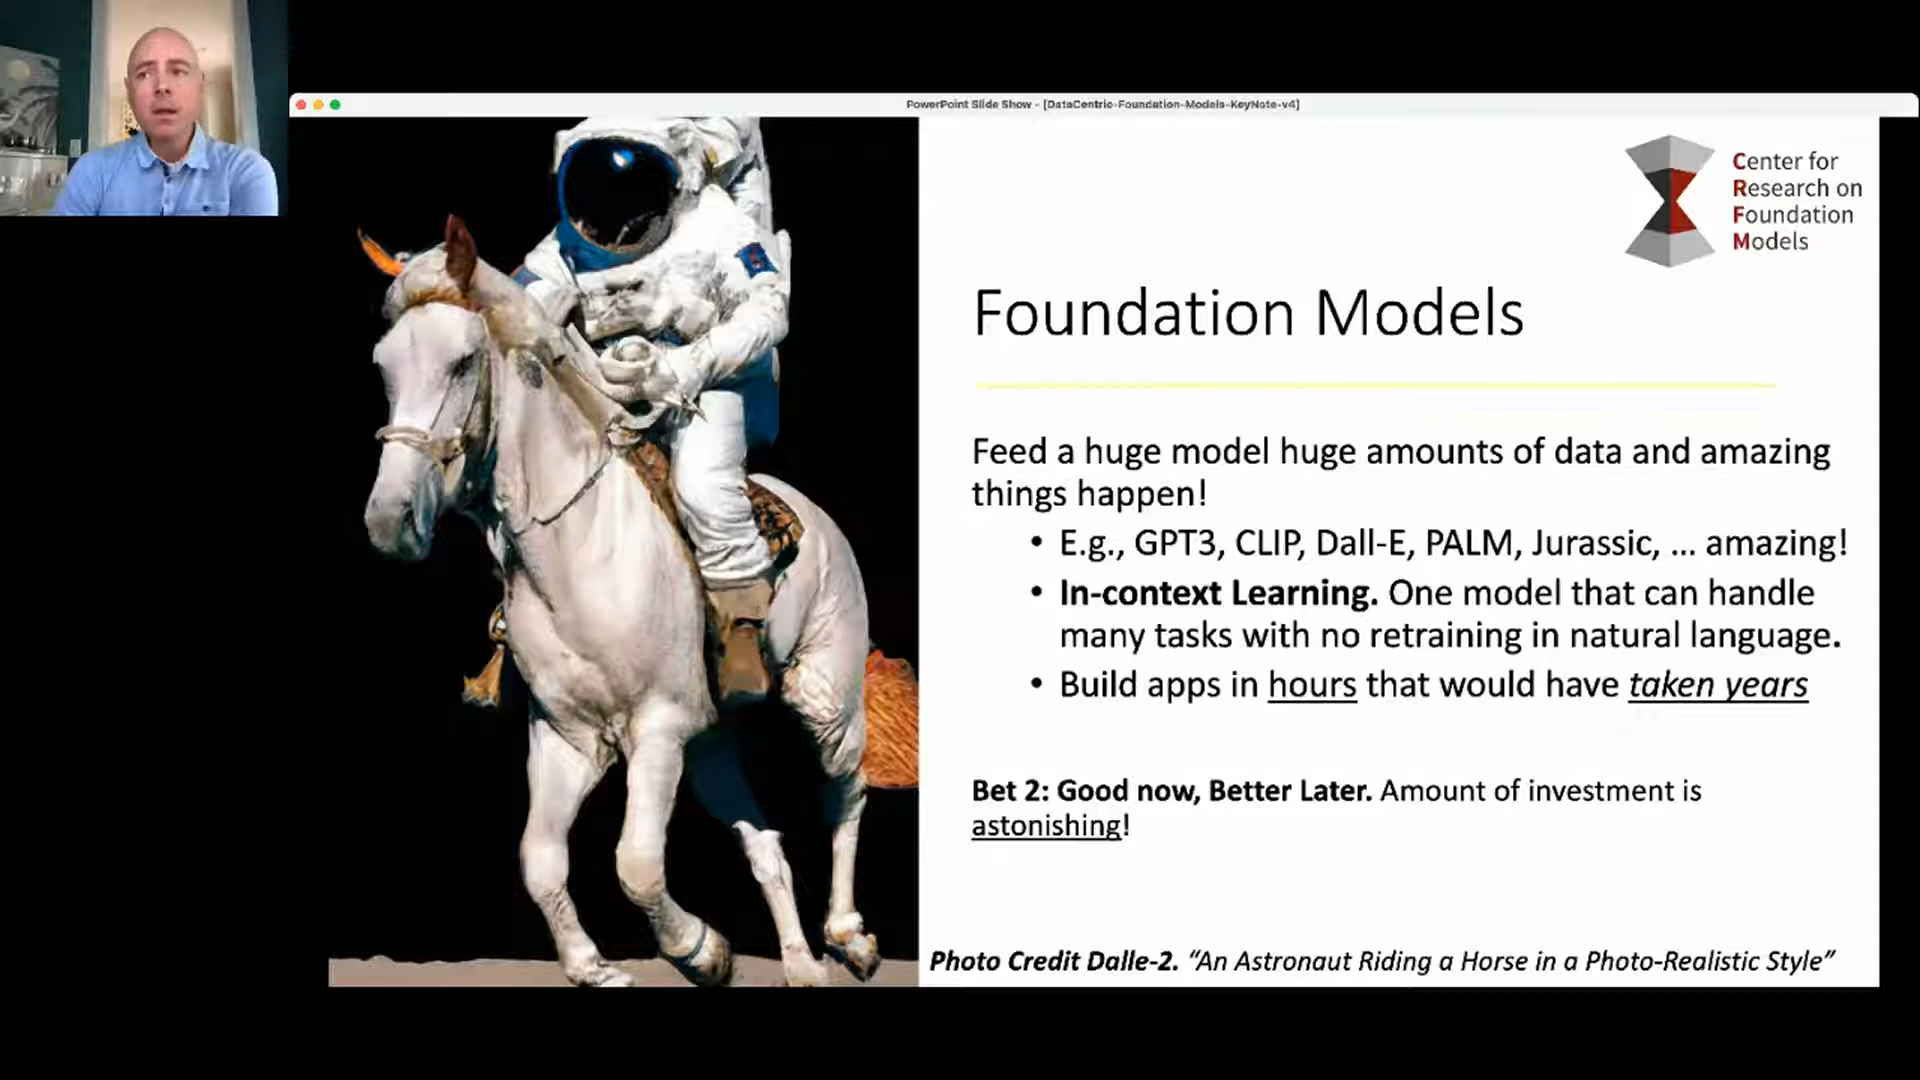 PowerPoint Slide Show - [DataCentric-Foundation-Models-KeyNote-v4]
Center for
Research on
Foundation
Models
Foundation Models
Feed a huge model huge amounts of data and amazing
things happen!
• E.g., GPT3, CLIP, Dall-E, PALM, Jurassic, ... amazing!
• In-context Learning. One model that can handle
many tasks with no retraining in natural language.
• Build apps in hours that would have taken years
Bet 2: Good now, Better Later. Amount of investment is
astonishing!
Photo Credit Dalle-2. “An Astronaut Riding a Horse in a Photo-Realistic Style”